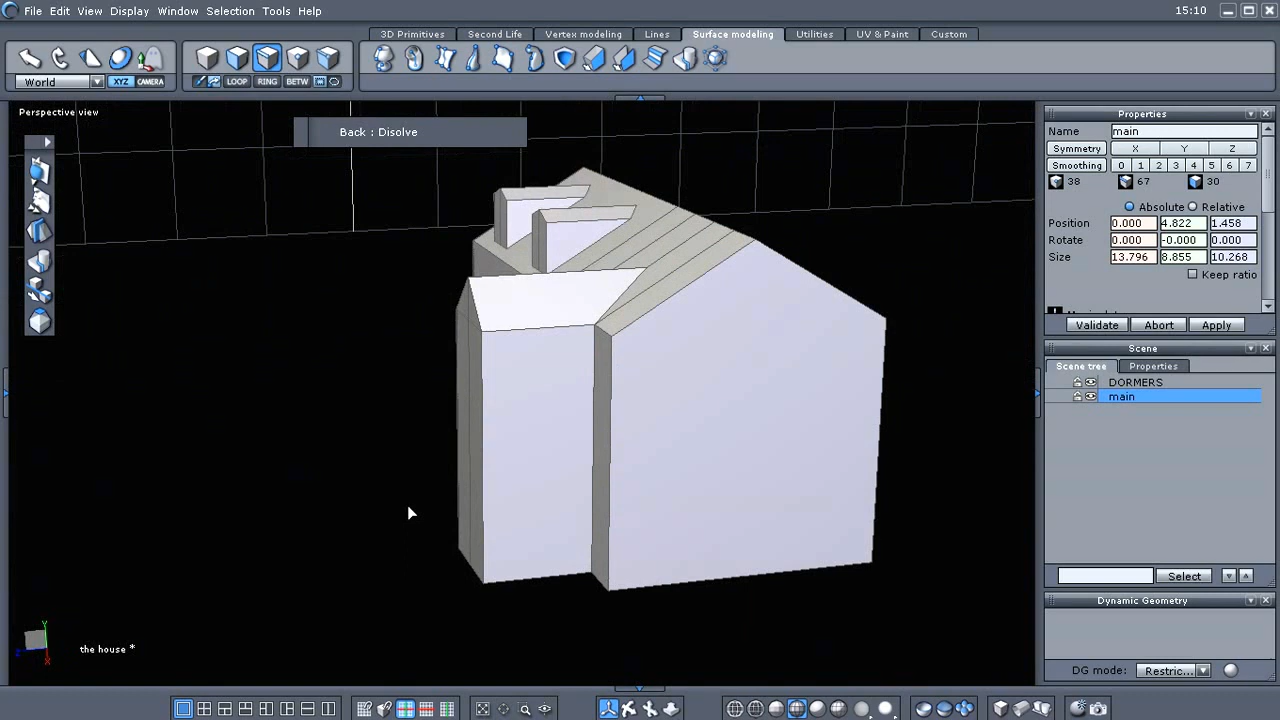 File Edit View Display Window Selection Tools Help
15:10
3D Primitives Second Life Vertex modeling Lines Surface modeling Utilities UV & Paint Custom
World XYZ CAMERA LOOP RING BETW
Perspective view
Back : Disolve
Properties
Name main
Symmetry X Y Z
Smoothing 0 1 2 3 4 5 6 7
38 67 30
Absolute Relative
Position 0.000 4.822 1.458
Rotate 0.000 -0.000 0.000
Size 13.796 8.855 10.268
Keep ratio
Validate Abort Apply
Scene
Scene tree Properties
DORMERS
main
Select
Dynamic Geometry
DG mode: Restric...
Y
Z
X
the house *